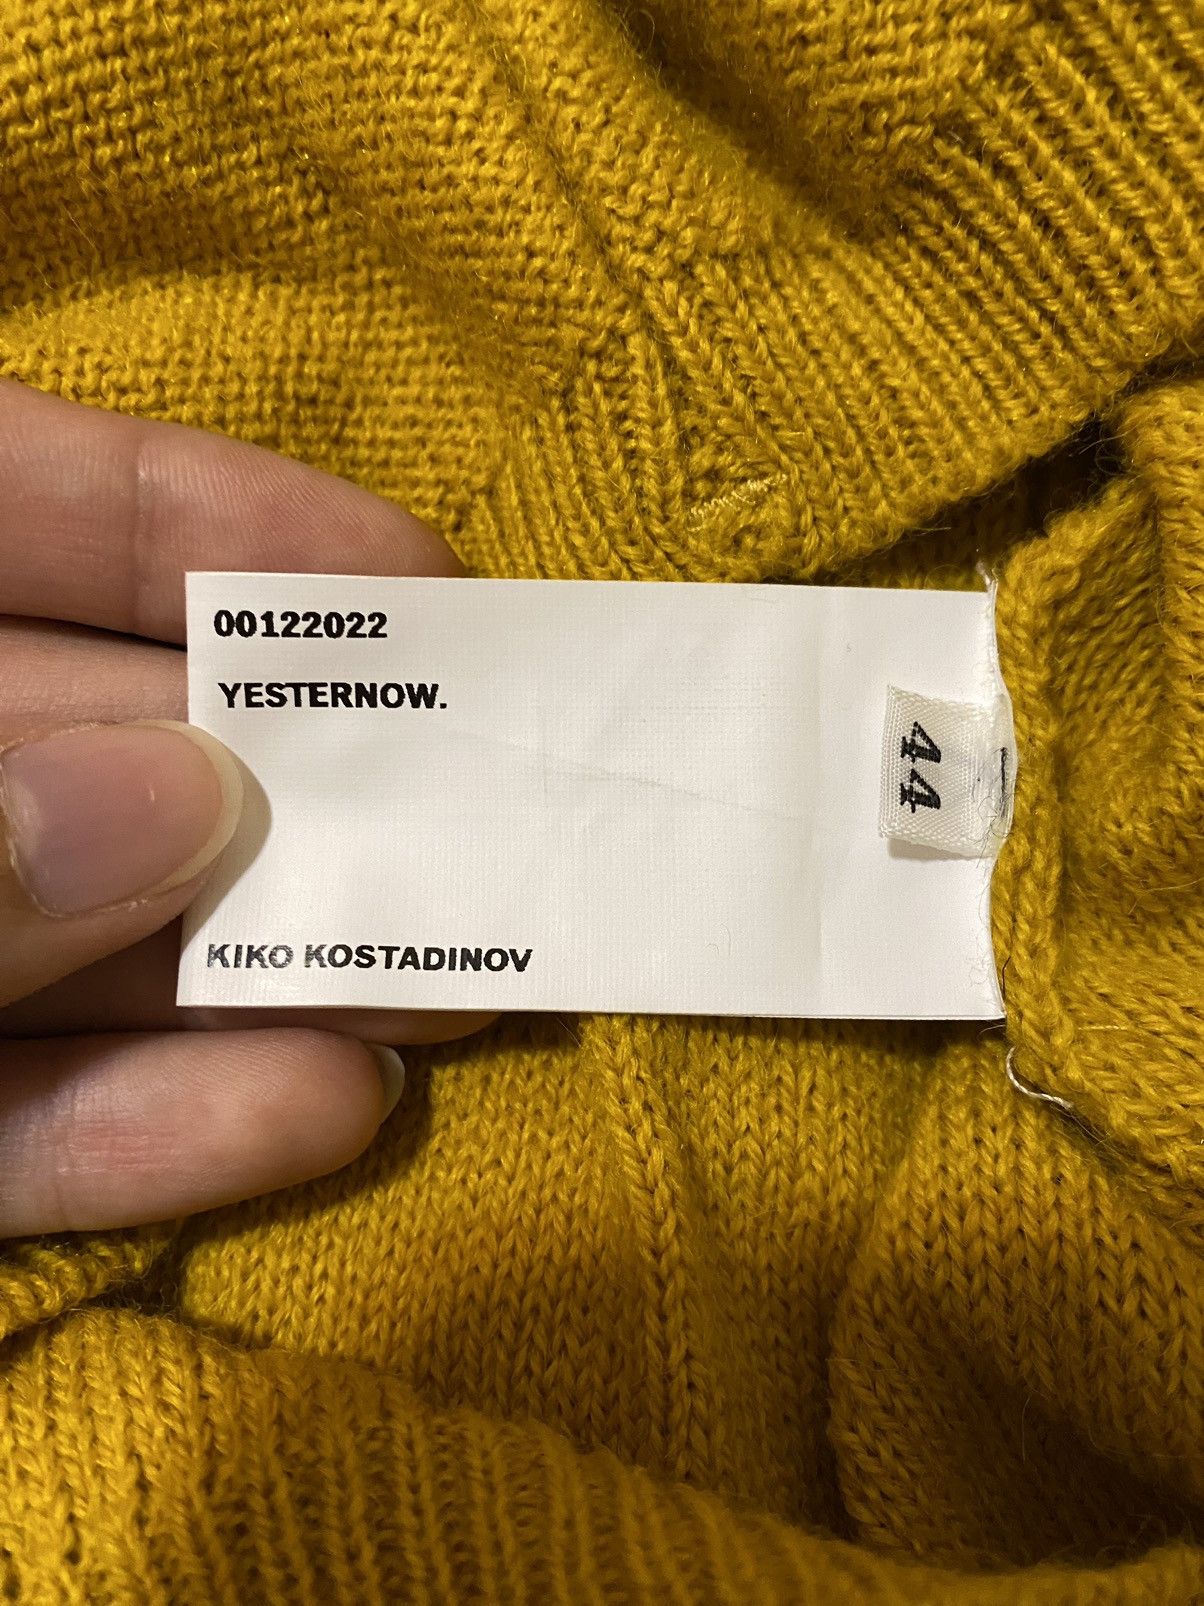 00122022
YESTERNOW.
44
KIKO KOSTADINOV